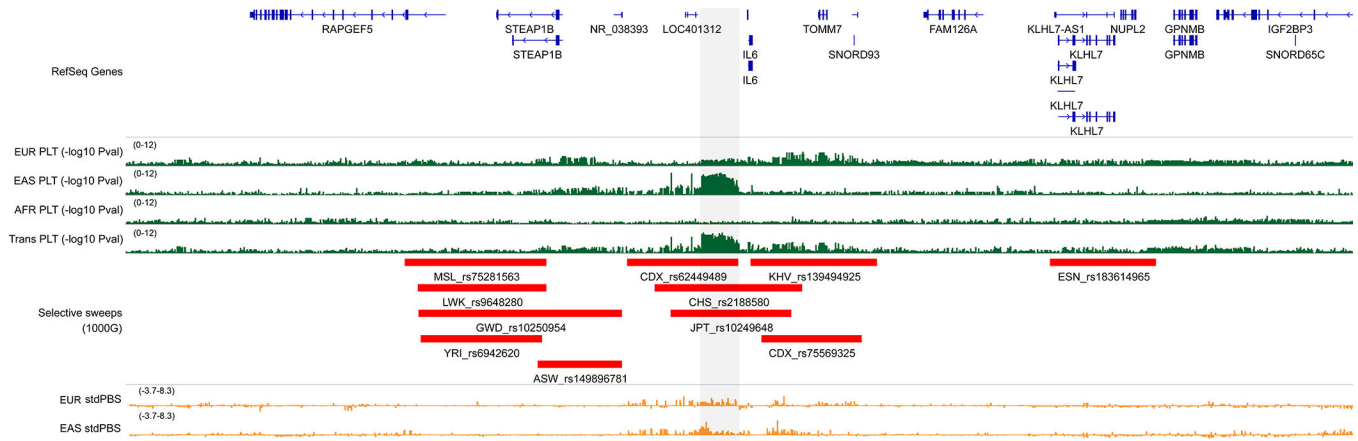 RAPGEF5 STEAP1B NR_038393 LOC401312 TOMM7 FAM126A KLHL7-AS1 NUPL2 GPNMB IGF2BP3
STEAP1B IL6 SNORD93 KLHL7 GPNMB SNORD65C
RefSeq Genes
IL6 KLHL7
KLHL7
KLHL7
EUR PLT (-log10 Pval) (0-12)
EAS PLT (-log10 Pval) (0-12)
AFR PLT (-log10 Pval) (0-12)
Trans PLT (-log10 Pval) (0-12)
MSL_rs75281563 CDX_rs62449489 KHV_rs139494925 ESN_rs183614965
LWK_rs9648280 CHS_rs2188580
Selective sweeps
(1000G)
GWD_rs10250954 JPT_rs10249648
YRI_rs6942620 CDX_rs75569325
ASW_rs149896781
EUR stdPBS (-3.7-8.3)
EAS stdPBS (-3.7-8.3)